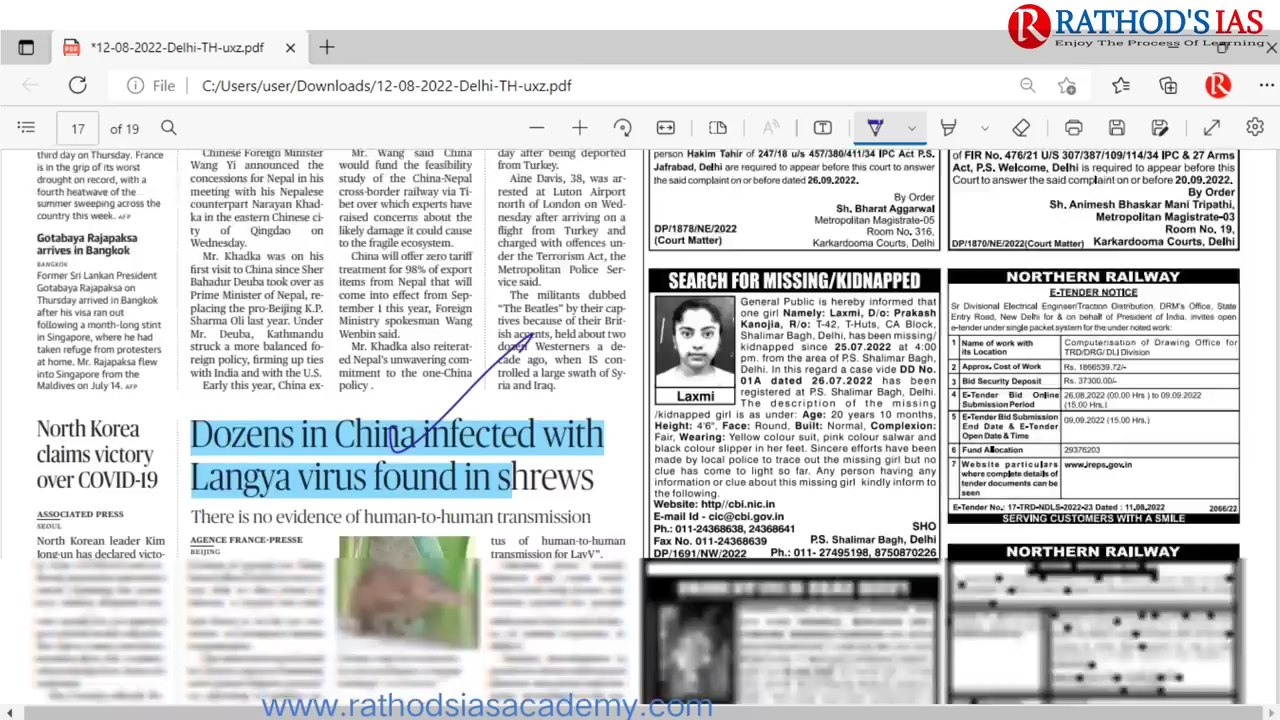 RATHOD'S IAS
Enjoy The Process Of Learning
*12-08-2022-Delhi-TH-uxz.pdf
File
C:/Users/user/Downloads/12-08-2022-Delhi-TH-uxz.pdf
17 of 19
third day on Thursday. France
is in the grip of its worst
drought on record, with a
fourth heatwave of the
summer sweeping across the
country this week. AFP
Gotabaya Rajapaksa
arrives in Bangkok
BANGKOK
Former Sri Lankan President
Gotabaya Rajapaksa on
Thursday arrived in Bangkok
after his visa ran out
following a month-long stint
in Singapore, where he had
taken refuge from protesters
at home. Mr. Rajapaksa flew
into Singapore from the
Maldives on July 14. AFP
Chinese Foreign Minister
Wang Yi announced the
concessions for Nepal in his
meeting with his Nepalese
counterpart Narayan Khad-
ka in the eastern Chinese ci-
ty of Qingdao on
Wednesday.
Mr. Khadka was on his
first visit to China since Sher
Bahadur Deuba took over as
Prime Minister of Nepal, re-
placing the pro-Beijing K.P.
Sharma Oli last year. Under
Mr. Deuba, Kathmandu
struck a more balanced fo-
reign policy, firming up ties
with India and with the U.S.
Early this year, China ex-
Mr. Wang said China
would fund the feasibility
study of the China-Nepal
cross-border railway via Ti-
bet over which experts have
raised concerns about the
likely damage it could cause
to the fragile ecosystem.
China will offer zero tariff
treatment for 98% of export
items from Nepal that will
come into effect from Sep-
tember 1 this year, Foreign
Ministry spokesman Wang
Wenbin said.
Mr. Khadka also reiterat-
ed Nepal's unwavering com-
mitment to the one-China
policy .
day after being deported
from Turkey.
Aine Davis, 38, was ar-
rested at Luton Airport
north of London on Wed-
nesday after arriving on a
flight from Turkey and
charged with offences un-
der the Terrorism Act, the
Metropolitan Police Ser-
vice said.
The militants dubbed
"The Beatles" by their cap-
tives because of their Brit-
ish accents, held about two
dozen Westerners a de-
cade ago, when IS con-
trolled a large swath of Sy-
ria and Iraq.
North Korea
claims victory
over COVID-19
ASSOCIATED PRESS
SEOUL
North Korean leader Kim
Jong-un has declared victo-
Dozens in China infected with
Langya virus found in shrews
There is no evidence of human-to-human transmission
AGENCE FRANCE-PRESSE
BEIJING
tus of human-to-human
transmission for LayV".
person Hakim Tahir of 247/18 u/s 457/380/411/34 IPC Act P.S.
Jafrabad, Delhi are required to appear before this court to answer
the said complaint on or before dated 26.09.2022.
By Order
Sh. Bharat Aggarwal
Metropolitan Magistrate-05
Room No. 316,
DP/1878/NE/2022
(Court Matter) Karkardooma Courts, Delhi
of FIR No. 476/21 U/S 307/387/109/114/34 IPC & 27 Arms
Act, P.S. Welcome, Delhi is required to appear before this
Court to answer the said complaint on or before 20.09.2022.
By Order
Sh. Animesh Bhaskar Mani Tripathi,
Metropolitan Magistrate-03
Room No. 19,
DP/1870/NE/2022(Court Matter) Karkardooma Courts, Delhi
SEARCH FOR MISSING/KIDNAPPED
Laxmi
General Public is hereby informed that
one girl Namely: Laxmi, D/o: Prakash
Kanojia, R/o: T-42, T-Huts, CA Block,
Shalimar Bagh, Delhi, has been missing/
kidnapped since 25.07.2022 at 4:00
pm. from the area of P.S. Shalimar Bagh,
Delhi. In this regard a case vide DD No.
01A dated 26.07.2022 has been
registered at P.S. Shalimar Bagh, Delhi.
The description of the missing
/kidnapped girl is as under: Age: 20 years 10 months,
Height: 4'6", Face: Round, Built: Normal, Complexion:
Fair, Wearing: Yellow colour suit, pink colour salwar and
black colour slipper in her feet. Sincere efforts have been
made by local police to trace out the missing girl but no
clue has come to light so far. Any person having any
information or clue about this missing girl kindly inform to
the following.
Website: http//cbi.nic.in
E-mail Id - cic@cbi.gov.in
Ph.: 011-24368638, 24368641 SHO
Fax No. 011-24368639 P.S. Shalimar Bagh, Delhi
DP/1691/NW/2022 Ph.: 011- 27495198, 8750870226
NORTHERN RAILWAY
E-TENDER NOTICE
Sr Divisional Electrical Engineer/Traction Distribution, DRM's Office, State
Entry Road, New Delhi for & on behalf of President of India. invites open
e-tender under single packet system for the under noted work:
1 Name of work with its Location Computerisation of Drawing Office for TRD/DRG/ DLI Division
2 Approx. Cost of Work Rs. 1866539.72/-
3 Bid Security Deposit Rs. 37300.00/-
4 E-Tender Bid Online Submission Period 26.08.2022 (00.00 Hrs ) to 09.09.2022 (15.00 Hrs.)
5 E-Tender Bid Submission End Date & E-Tender Open Date & Time 09.09.2022 (15.00 Hrs.)
6 Fund Allocation 29376203
7 Website particulars where complete details of tender documents can be seen www.ireps.gov.in
E-Tender No.: 17-TRD-NDLS-2022-23 Dated : 11.08.2022 2066/22
SERVING CUSTOMERS WITH A SMILE
NORTHERN RAILWAY
www.rathodsiasacademy.com